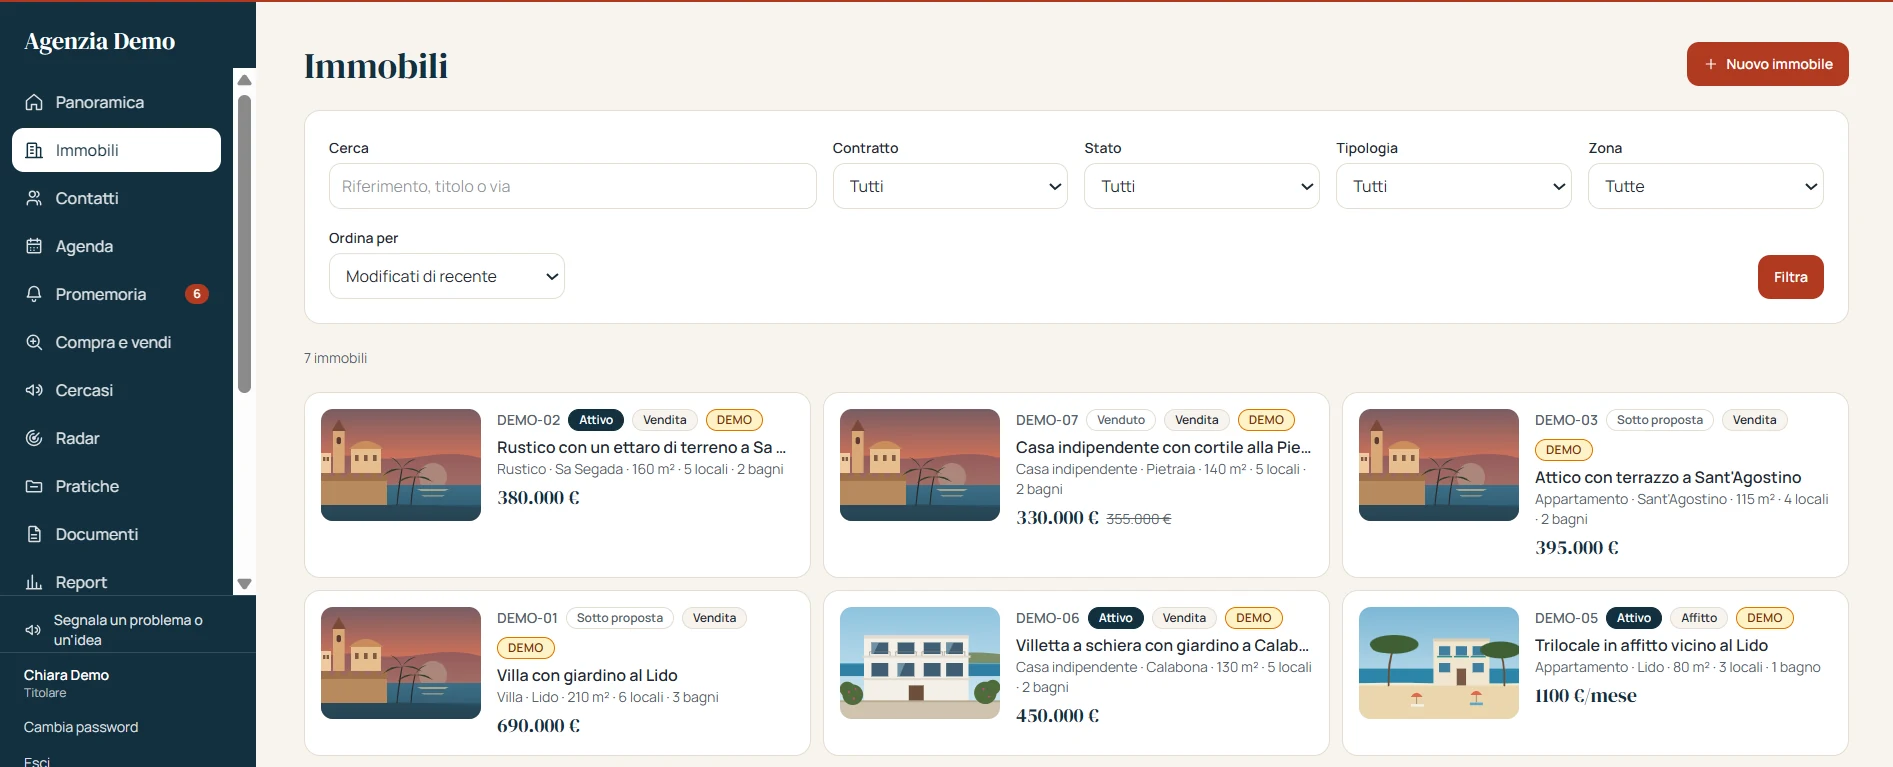 Agenzia Demo
Panoramica
Immobili
Contatti
Agenda
Promemoria 6
Compra e vendi
Cercasi
Radar
Pratiche
Documenti
Report
Segnala un problema o
un'idea
Chiara Demo
Titolare
Cambia password
Esci
Immobili
+ Nuovo immobile
Cerca
Riferimento, titolo o via
Contratto
Tutti
Stato
Tutti
Tipologia
Tutti
Zona
Tutte
Ordina per
Modificati di recente
Filtra
7 immobili
DEMO-02 Attivo Vendita DEMO
Rustico con un ettaro di terreno a Sa ...
Rustico · Sa Segada · 160 m² · 5 locali · 2 bagni
380.000 €
DEMO-07 Venduto Vendita DEMO
Casa indipendente con cortile alla Pie...
Casa indipendente · Pietraia · 140 m² · 5 locali ·
2 bagni
330.000 € 355.000 €
DEMO-03 Sotto proposta Vendita
DEMO
Attico con terrazzo a Sant'Agostino
Appartamento · Sant'Agostino · 115 m² · 4 locali
· 2 bagni
395.000 €
DEMO-01 Sotto proposta Vendita
DEMO
Villa con giardino al Lido
Villa · Lido · 210 m² · 6 locali · 3 bagni
690.000 €
DEMO-06 Attivo Vendita DEMO
Villetta a schiera con giardino a Calab...
Casa indipendente · Calabona · 130 m² · 5 locali
· 2 bagni
450.000 €
DEMO-05 Attivo Affitto DEMO
Trilocale in affitto vicino al Lido
Appartamento · Lido · 80 m² · 3 locali · 1 bagno
1100 €/mese